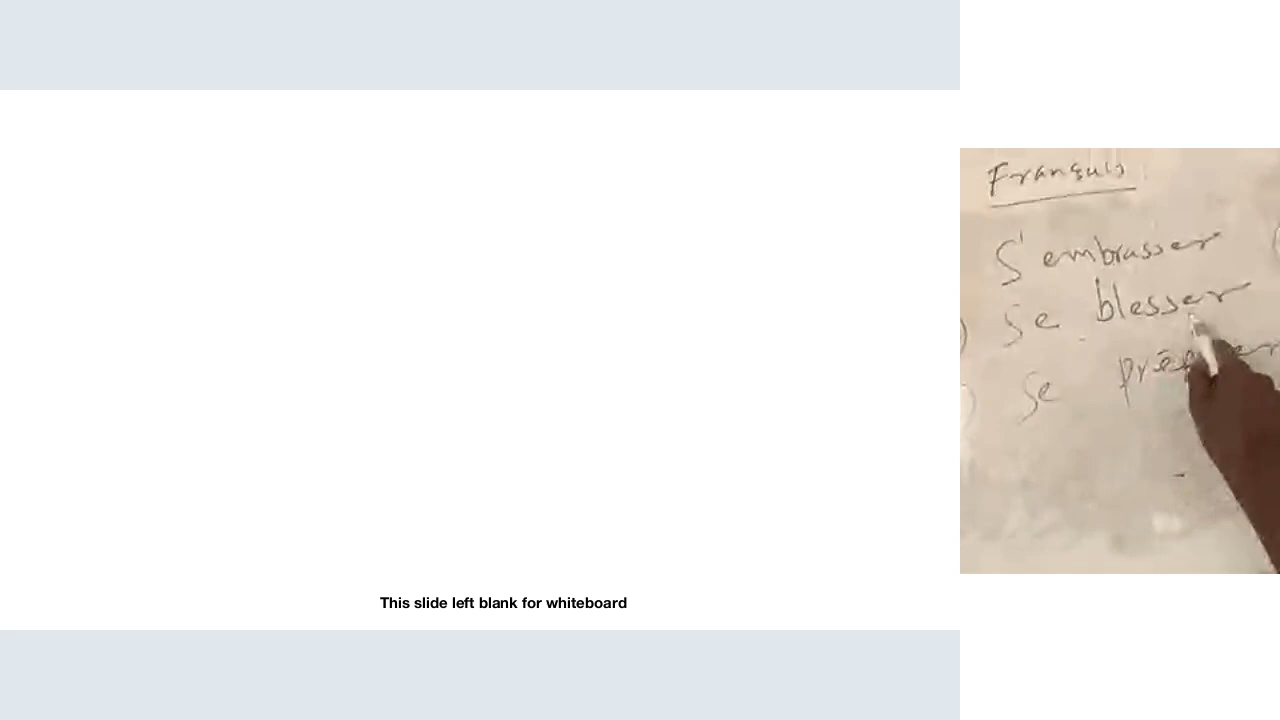 Français
S'embrasser (
) Se blesser
) Se
This slide left blank for whiteboard